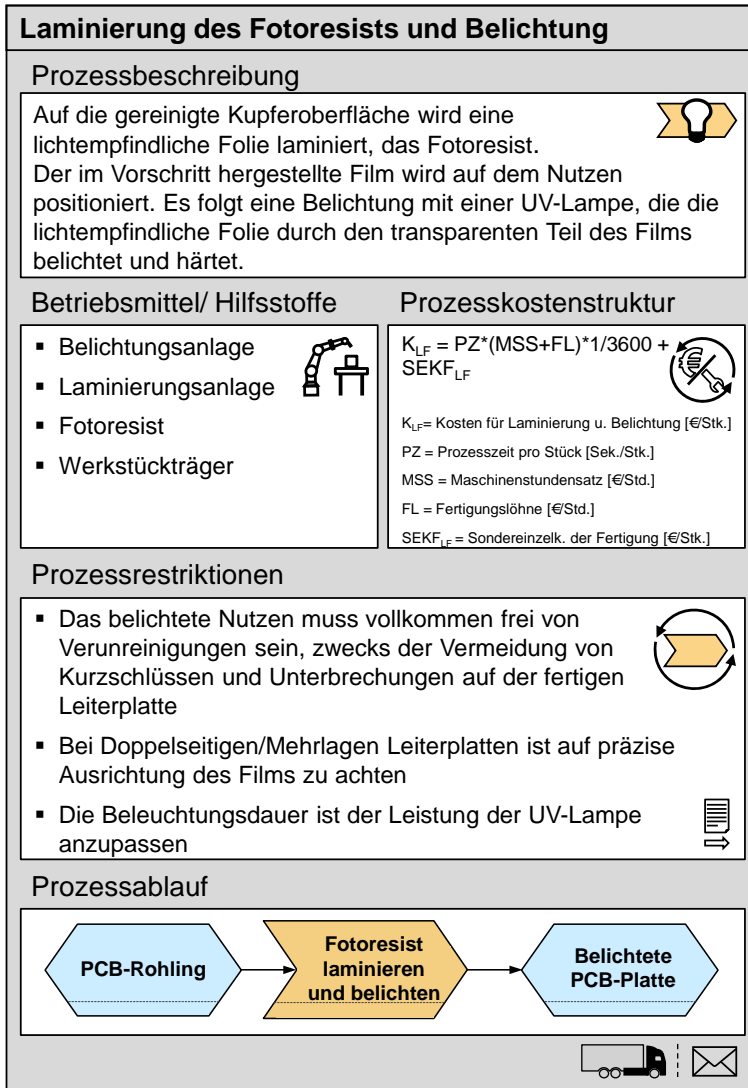 Laminierung des Fotoresists und Belichtung
Prozessbeschreibung
Auf die gereinigte Kupferoberfläche wird eine
lichtempfindliche Folie laminiert, das Fotoresist.
Der im Vorschritt hergestellte Film wird auf dem Nutzen
positioniert. Es folgt eine Belichtung mit einer UV-Lampe, die die
lichtempfindliche Folie durch den transparenten Teil des Films
belichtet und härtet.
Betriebsmittel/ Hilfsstoffe
▪ Belichtungsanlage
▪ Laminierungsanlage
▪ Fotoresist
▪ Werkstückträger
Prozesskostenstruktur
K_LF = PZ*(MSS+FL)*1/3600 +
SEKF_LF
K_LF= Kosten für Laminierung u. Belichtung [€/Stk.]
PZ = Prozesszeit pro Stück [Sek./Stk.]
MSS = Maschinenstundensatz [€/Std.]
FL = Fertigungslöhne [€/Std.]
SEKF_LF = Sondereinzelk. der Fertigung [€/Stk.]
Prozessrestriktionen
▪ Das belichtete Nutzen muss vollkommen frei von
Verunreinigungen sein, zwecks der Vermeidung von
Kurzschlüssen und Unterbrechungen auf der fertigen
Leiterplatte
▪ Bei Doppelseitigen/Mehrlagen Leiterplatten ist auf präzise
Ausrichtung des Films zu achten
▪ Die Beleuchtungsdauer ist der Leistung der UV-Lampe
anzupassen
Prozessablauf
PCB-Rohling
Fotoresist
laminieren
und belichten
Belichtete
PCB-Platte